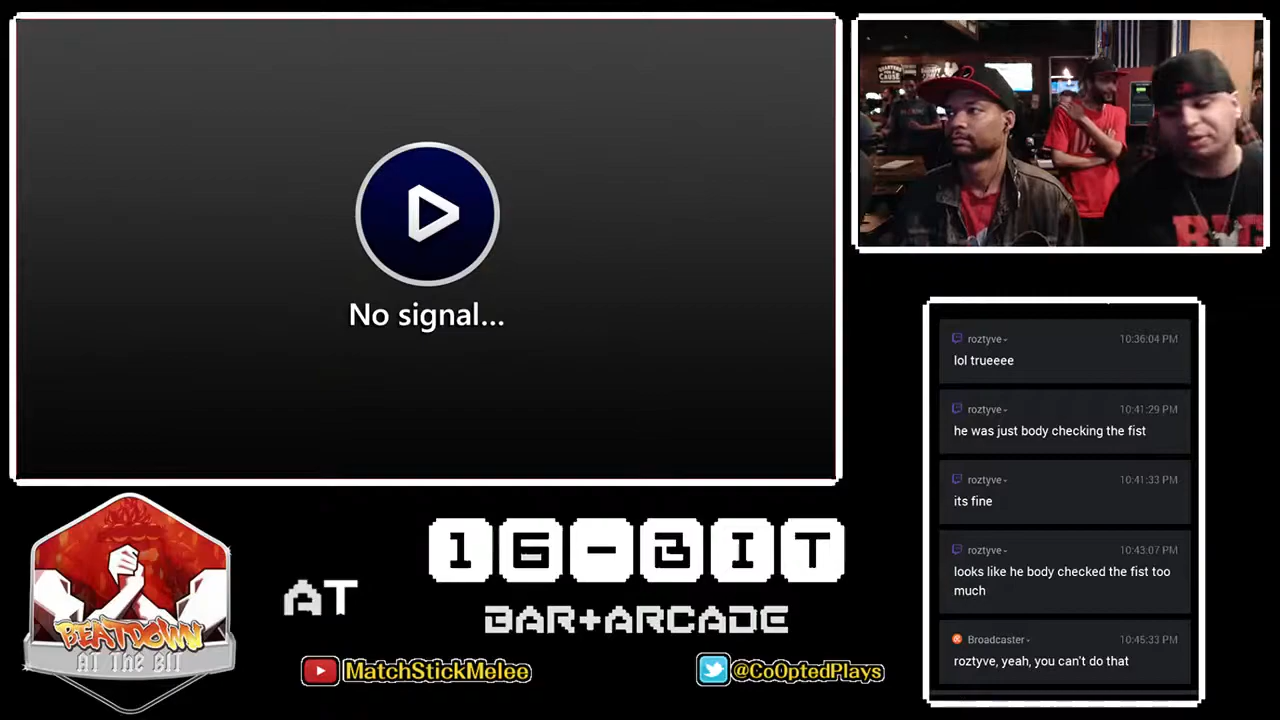 No signal...
QUARTERS
CAUSE
BIG
roztyve
10:36:04 PM
lol trueeee
roztyve
10:41:29 PM
he was just body checking the fist
roztyve
10:41:33 PM
its fine
roztyve
10:43:07 PM
looks like he body checked the fist too
much
Broadcaster
10:45:33 PM
roztyve, yeah, you can't do that
BEATDOWN
AT THE BIT
AT
16-BIT
BAR+ARCADE
MatchStickMelee
@CoOptedPlays